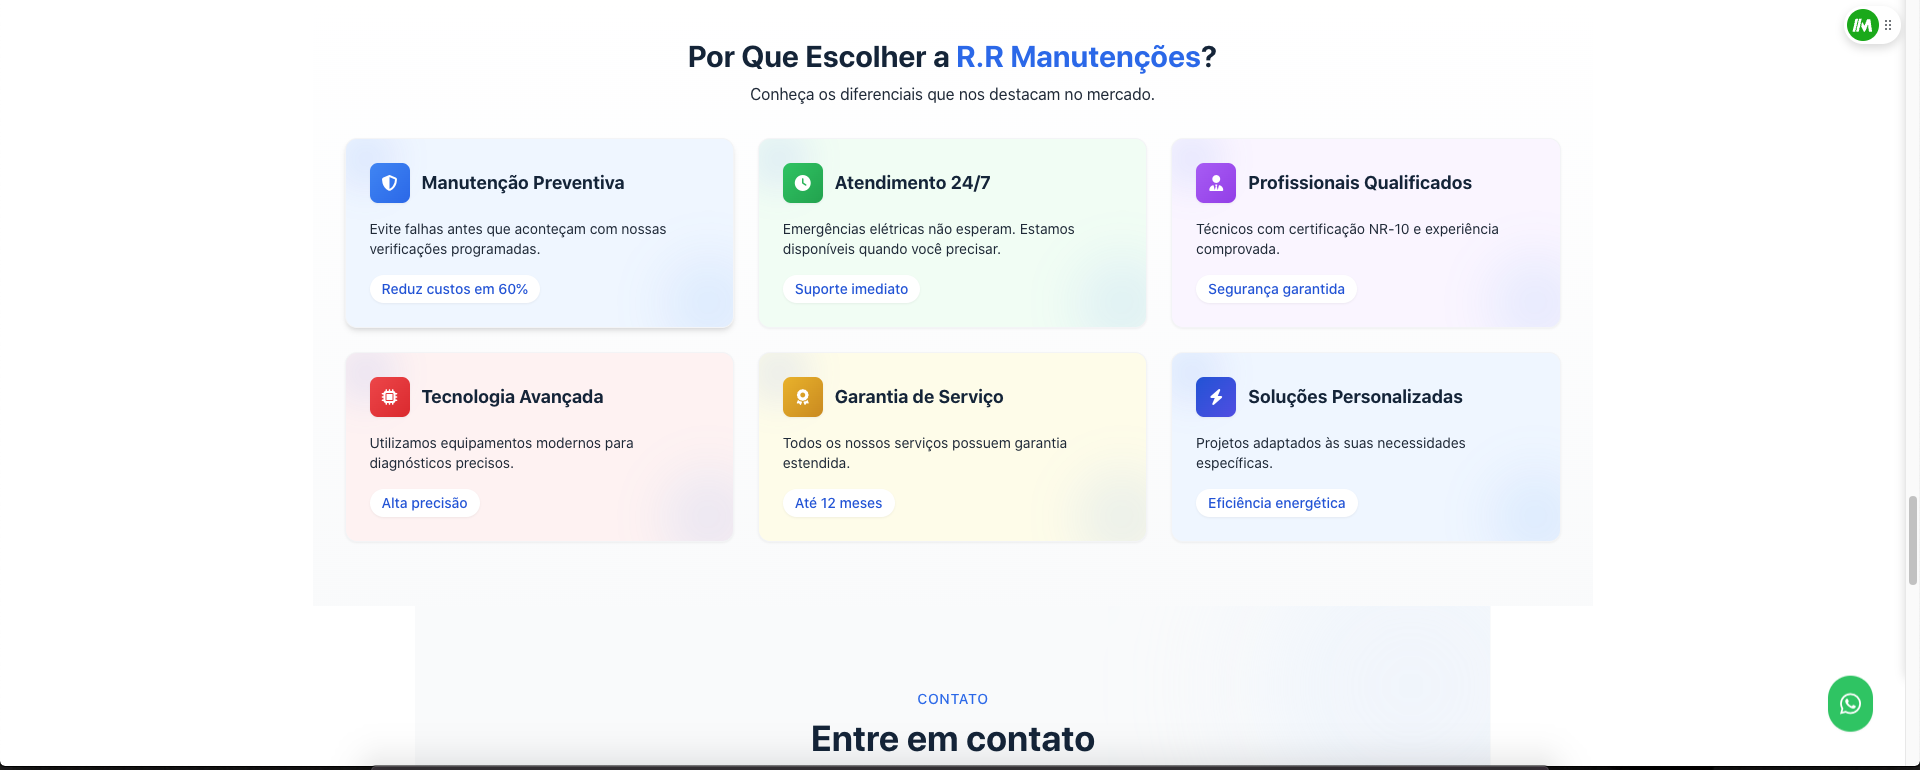 Por Que Escolher a R.R Manutenções?
Conheça os diferenciais que nos destacam no mercado.
Manutenção Preventiva
Evite falhas antes que aconteçam com nossas
verificações programadas.
Reduz custos em 60%
Atendimento 24/7
Emergências elétricas não esperam. Estamos
disponíveis quando você precisar.
Suporte imediato
Profissionais Qualificados
Técnicos com certificação NR-10 e experiência
comprovada.
Segurança garantida
Tecnologia Avançada
Utilizamos equipamentos modernos para
diagnósticos precisos.
Alta precisão
Garantia de Serviço
Todos os nossos serviços possuem garantia
estendida.
Até 12 meses
Soluções Personalizadas
Projetos adaptados às suas necessidades
específicas.
Eficiência energética
CONTATO
Entre em contato